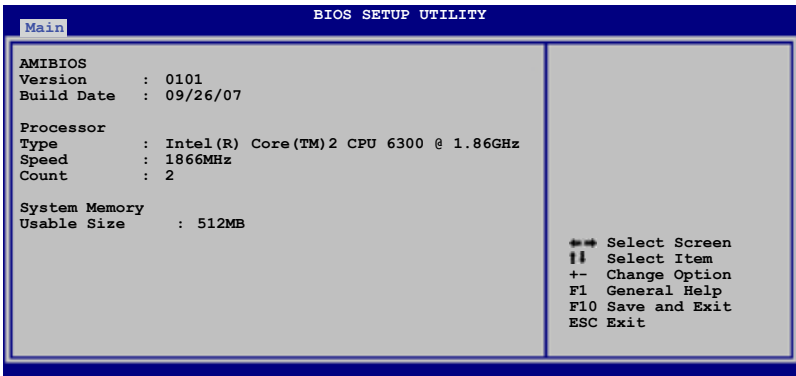 BIOS SETUP UTILITY
Main
AMIBIOS
Version : 0101
Build Date : 09/26/07
Processor
Type : Intel(R) Core(TM)2 CPU 6300 @ 1.86GHz
Speed : 1866MHz
Count : 2
System Memory
Usable Size : 512MB
←→ Select Screen
↑↓ Select Item
+- Change Option
F1 General Help
F10 Save and Exit
ESC Exit